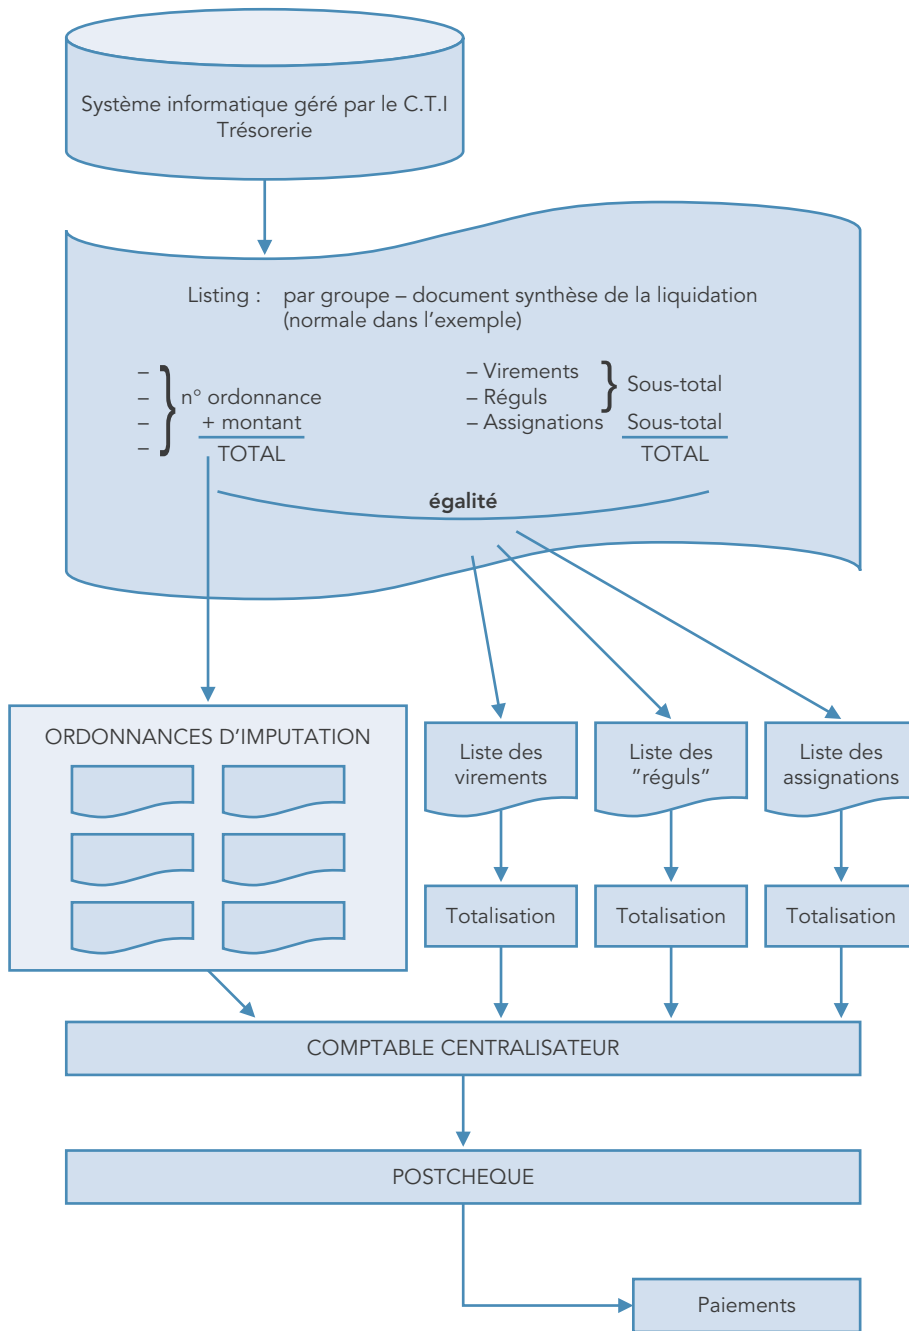 Système informatique géré par le C.T.I
Trésorerie
Listing : par groupe – document synthèse de la liquidation
(normale dans l'exemple)
–
– n° ordonnance
– + montant
–
TOTAL
– Virements
– Réguls
Sous-total
– Assignations Sous-total
TOTAL
égalité
ORDONNANCES D'IMPUTATION
Liste des
virements
Liste des
"réguls"
Liste des
assignations
Totalisation
Totalisation
Totalisation
COMPTABLE CENTRALISATEUR
POSTCHEQUE
Paiements